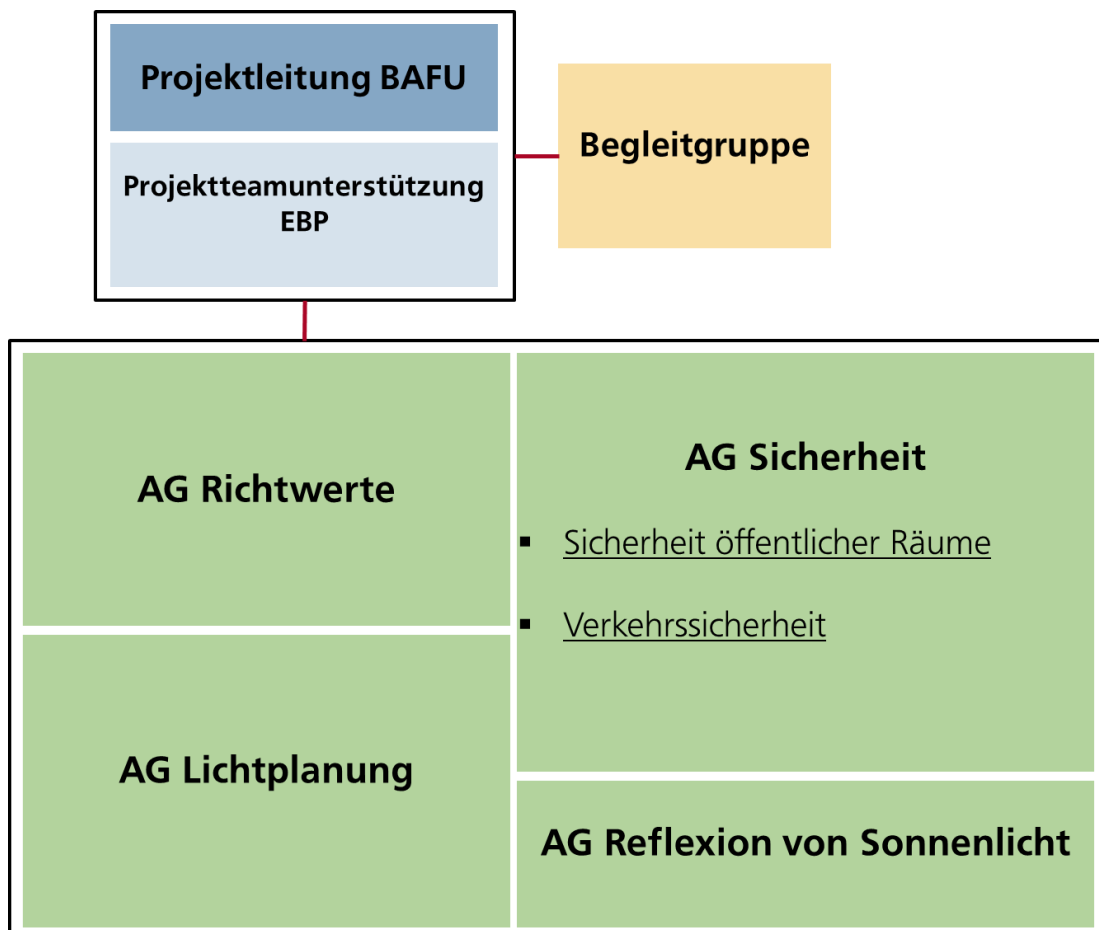 Projektleitung BAFU
Projektteamunterstützung
EBP
Begleitgruppe
AG Richtwerte
AG Sicherheit
▪ Sicherheit öffentlicher Räume
▪ Verkehrssicherheit
AG Lichtplanung
AG Reflexion von Sonnenlicht